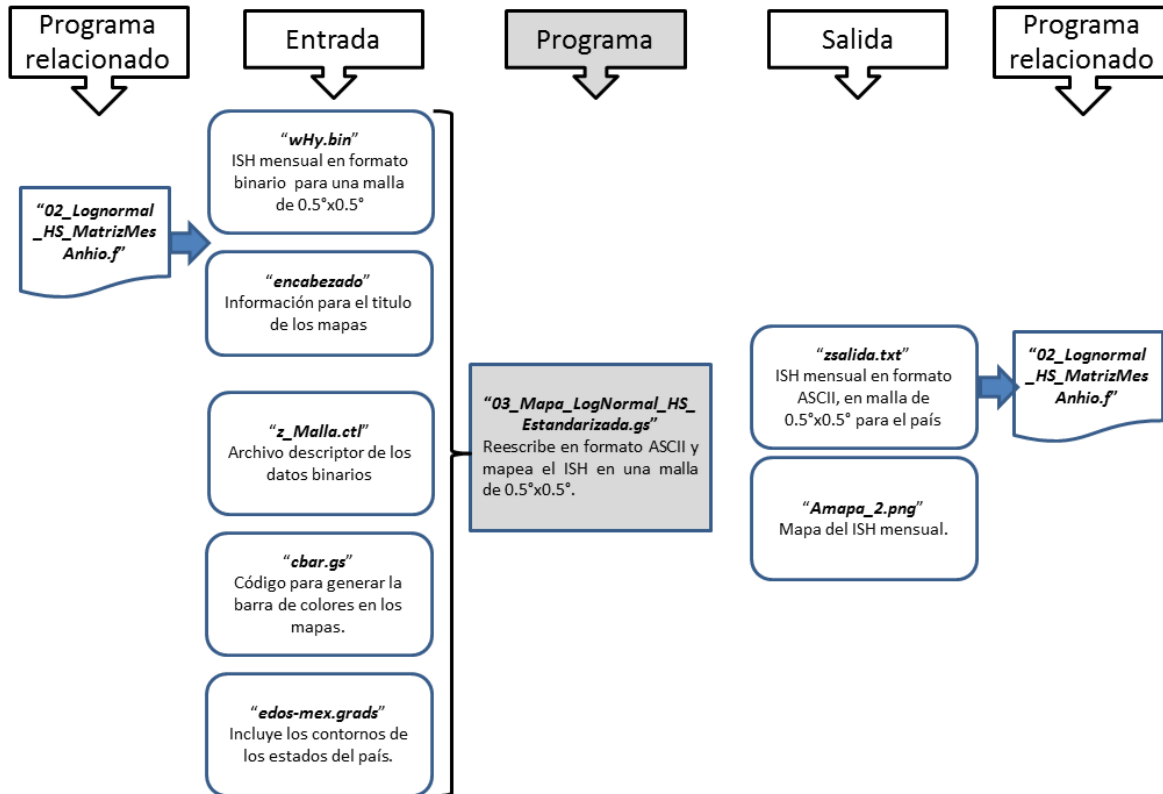 Programa
relacionado
Entrada
Programa
Salida
Programa
relacionado
“02_Lognormal
_HS_MatrizMes
Anhio.f”
“wHy.bin”
ISH mensual en formato
binario para una malla
de 0.5°x0.5°
“encabezado”
Información para el titulo
de los mapas
“z_Malla.ctl”
Archivo descriptor de los
datos binarios
“cbar.gs”
Código para generar la
barra de colores en los
mapas.
“edos-mex.grads”
Incluye los contornos de
los estados del país.
“03_Mapa_LogNormal_HS_
Estandarizada.gs”
Reescribe en formato ASCII y
mapea el ISH en una malla
de 0.5°x0.5°.
“zsalida.txt”
ISH mensual en formato
ASCII, en malla de
0.5°x0.5° para el país
“Amapa_2.png”
Mapa del ISH mensual.
“02_Lognormal
_HS_MatrizMes
Anhio.f”